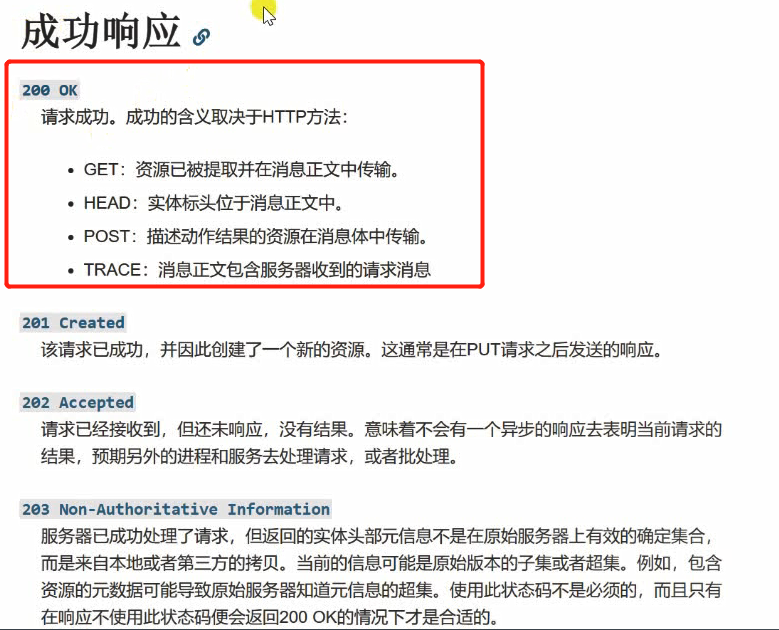 成功响应
200 OK
请求成功。成功的含义取决于HTTP方法：
• GET：资源已被提取并在消息正文中传输。
• HEAD：实体标头位于消息正文中。
• POST：描述动作结果的资源在消息体中传输。
• TRACE：消息正文包含服务器收到的请求消息
201 Created
该请求已成功，并因此创建了一个新的资源。这通常是在PUT请求之后发送的响应。
202 Accepted
请求已经接收到，但还未响应，没有结果。意味着不会有一个异步的响应去表明当前请求的
结果，预期另外的进程和服务去处理请求，或者批处理。
203 Non-Authoritative Information
服务器已成功处理了请求，但返回的实体头部元信息不是在原始服务器上有效的确定集合，
而是来自本地或者第三方的拷贝。当前的信息可能是原始版本的子集或者超集。例如，包含
资源的元数据可能导致原始服务器知道元信息的超集。使用此状态码不是必须的，而且只有
在响应不使用此状态码便会返回200 OK的情况下才是合适的。